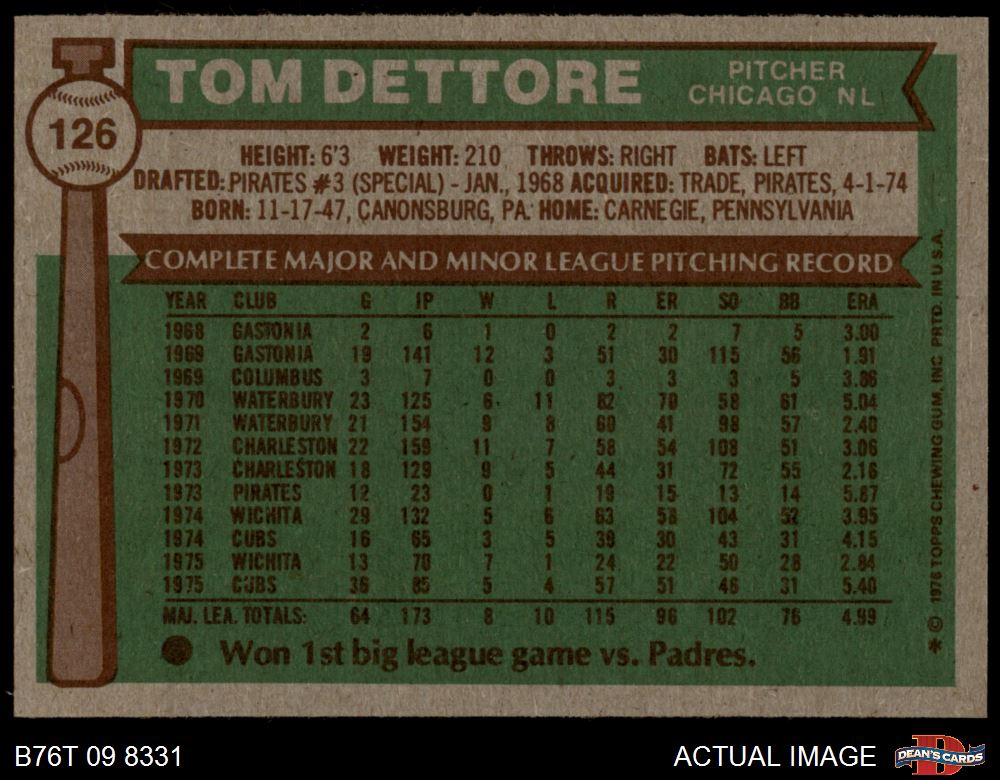 TOM DETTORE
PITCHER
CHICAGO NL
126
HEIGHT: 6'3 WEIGHT: 210 THROWS: RIGHT BATS: LEFT
DRAFTED: PIRATES #3 (SPECIAL) - JAN., 1968 ACQUIRED: TRADE, PIRATES, 4-1-74
BORN: 11-17-47, CANONSBURG, PA. HOME: CARNEGIE, PENNSYLVANIA
COMPLETE MAJOR AND MINOR LEAGUE PITCHING RECORD
YEAR CLUB G IP W L R ER SO BB ERA
1968 GASTONIA 2 6 1 0 2 2 7 5 3.00
1969 GASTONIA 19 141 12 3 51 30 115 56 1.91
1969 COLUMBUS 3 7 0 0 3 3 3 5 3.86
1970 WATERBURY 23 125 6 11 82 70 58 61 5.04
1971 WATERBURY 21 154 9 8 60 41 98 57 2.40
1972 CHARLESTON 22 159 11 7 58 54 108 51 3.06
1973 CHARLESTON 18 129 9 5 44 31 72 55 2.16
1973 PIRATES 12 23 0 1 19 15 13 14 5.87
1974 WICHITA 29 132 5 6 63 58 104 52 3.95
1974 CUBS 16 65 3 5 39 30 43 31 4.15
1975 WICHITA 13 70 7 1 24 22 50 28 2.84
1975 CUBS 36 85 5 4 57 51 46 31 5.40
MAJ. LEA. TOTALS: 64 173 8 10 115 96 102 76 4.99
Won 1st big league game vs. Padres.
* © 1976 TOPPS CHEWING GUM, INC PRTD. IN U.S.A.
B76T 09 8331
ACTUAL IMAGE
D
DEAN'S CARDS